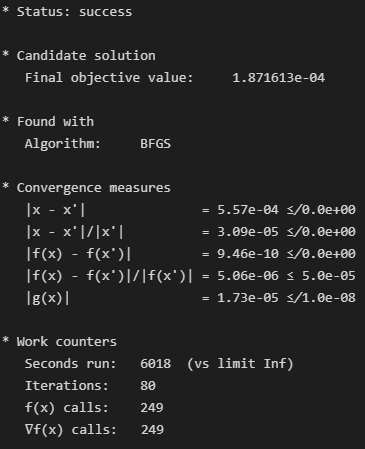 * Status: success
* Candidate solution
Final objective value: 1.871613e-04
* Found with
Algorithm: BFGS
* Convergence measures
|x - x'| = 5.57e-04 ≰ 0.0e+00
|x - x'|/|x'| = 3.09e-05 ≰ 0.0e+00
|f(x) - f(x')| = 9.46e-10 ≰ 0.0e+00
|f(x) - f(x')|/|f(x')| = 5.06e-06 ≤ 5.0e-05
|g(x)| = 1.73e-05 ≰ 1.0e-08
* Work counters
Seconds run: 6018 (vs limit Inf)
Iterations: 80
f(x) calls: 249
∇f(x) calls: 249